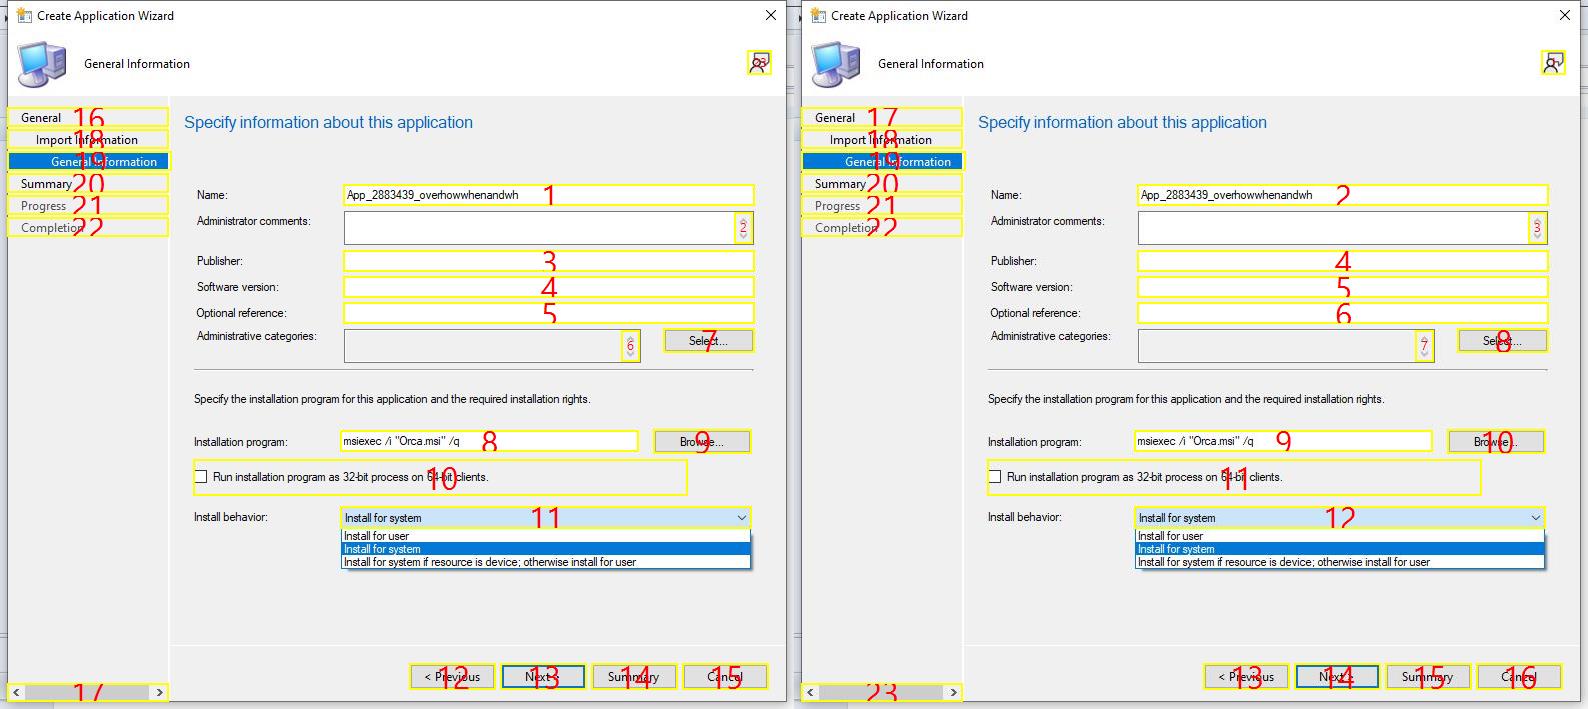 Create Application Wizard
General Information
23
General 16
Import Information 18
General Information 19
Summary 20
Progress 21
Completion 22
17
Specify information about this application
Name: App_2883439_overhowwhenandwh 1
Administrator comments: 2
Publisher: 3
Software version: 4
Optional reference: 5
Administrative categories: 6 Select... 7
Specify the installation program for this application and the required installation rights.
Installation program: msiexec /i "Orca.msi" /q 8 Browse... 9
Run installation program as 32-bit process on 64-bit clients. 10
Install behavior: Install for system 11
Install for user
Install for system
Install for system if resource is device; otherwise install for user
< Previous 12 Next > 13 Summary 14 Cancel 15
Create Application Wizard
General Information
General 17
Import Information 18
General Information 19
Summary 20
Progress 21
Completion 22
23
Specify information about this application
Name: App_2883439_overhowwhenandwh 2
Administrator comments: 3
Publisher: 4
Software version: 5
Optional reference: 6
Administrative categories: 7 Select... 8
Specify the installation program for this application and the required installation rights.
Installation program: msiexec /i "Orca.msi" /q 9 Browse... 10
Run installation program as 32-bit process on 64-bit clients. 11
Install behavior: Install for system 12
Install for user
Install for system
Install for system if resource is device; otherwise install for user
< Previous 13 Next > 14 Summary 15 Cancel 16